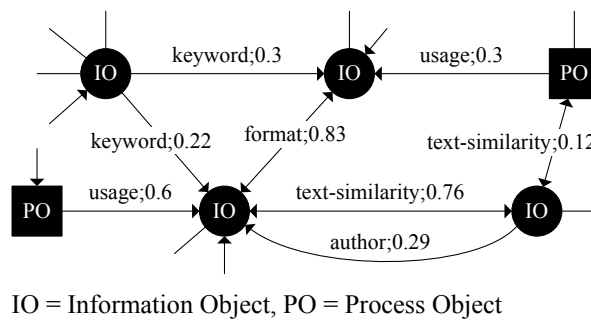 keyword;0.3
usage;0.3
IO
IO
PO
keyword;0.22
format;0.83
text-similarity;0.12
usage;0.6
text-similarity;0.76
PO
IO
IO
author;0.29
IO = Information Object, PO = Process Object